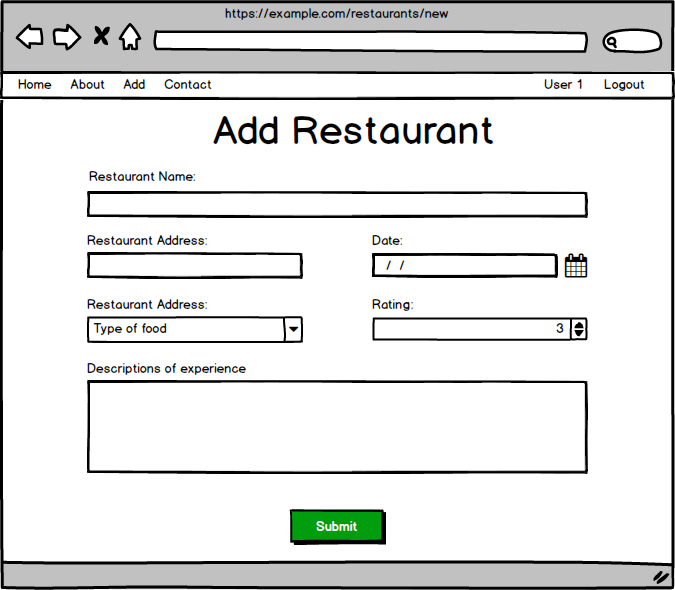 https://example.com/restaurants/new
Home About Add Contact User 1 Logout
Add Restaurant
Restaurant Name:
Restaurant Address: Date:
/ /
Restaurant Address: Rating:
Type of food 3
Descriptions of experience
Submit